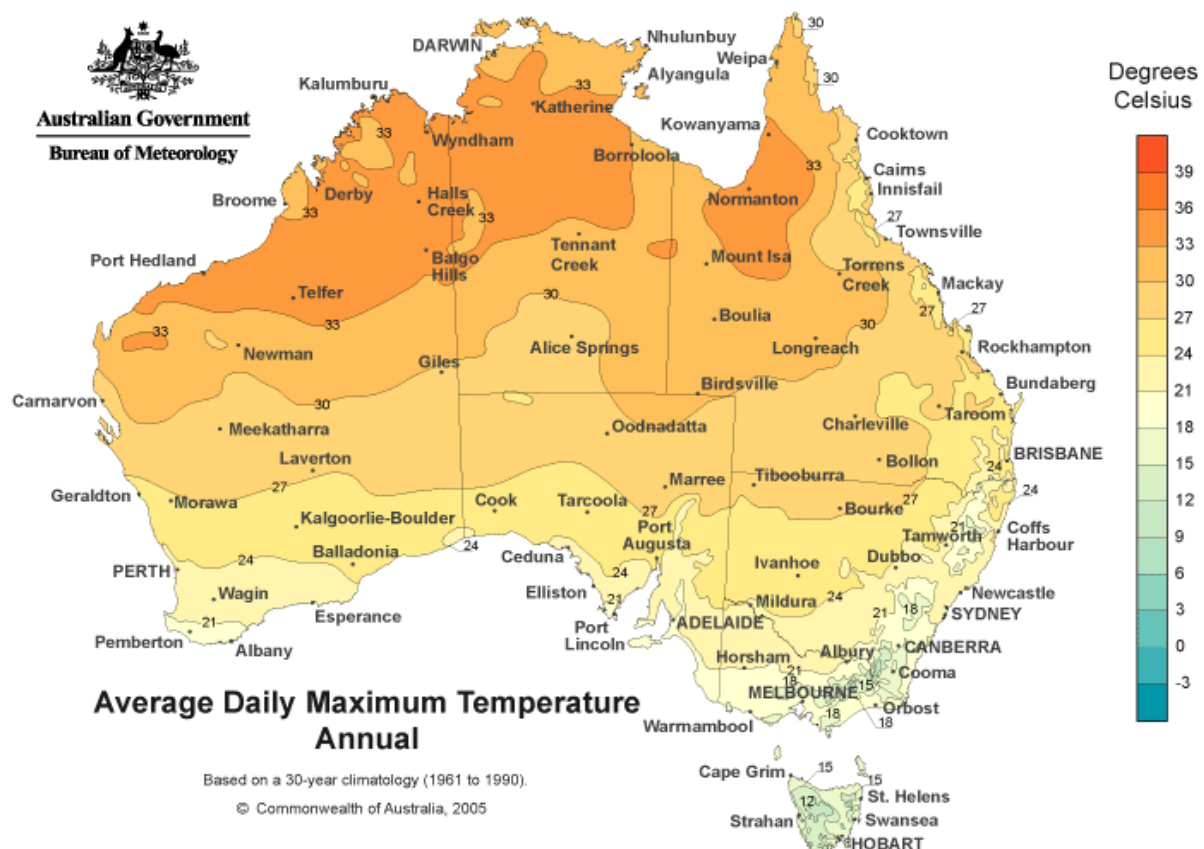 Australian Government
Bureau of Meteorology
Degrees
Celsius
39
36
33
30
27
24
21
18
15
12
9
6
3
0
-3
30
DARWIN
Nhulunbuy
Weipa
30
Alyangula
Kalumburu
33
Katherine
Kowanyama
Cooktown
33
Wyndham
Borroloola
33
Cairns
Innisfail
Derby
Halls
Creek
Normanton
Broome
33
33
27
Townsville
Tennant
Creek
Port Hedland
Balgo
Hills
Mount Isa
Torrens
Creek
Mackay
Telfer
30
27
27
33
33
Boulia
30
Newman
Alice Springs
Longreach
Rockhampton
Giles
Birdsville
Bundaberg
Carnarvon
30
Taroom
Meekatharra
Oodnadatta
Charleville
Laverton
Bollon
BRISBANE
24
Marree
Tibooburra
27
24
Geraldton
Morawa
Cook
Tarcoola
27
27
Bourke
Kalgoorlie-Boulder
Port
Augusta
21
Tamworth
Coffs
Harbour
24
Balladonia
24
Ceduna
Dubbo
PERTH
Ivanhoe
24
Wagin
Elliston
21
Mildura
24
Newcastle
21
18
SYDNEY
Esperance
21
Port
Lincoln
ADELAIDE
Pemberton
Albany
CANBERRA
Albury
Horsham
21
Cooma
18
15
MELBOURNE
Orbost
18
18
Warrnambool
Average Daily Maximum Temperature
Annual
Based on a 30-year climatology (1961 to 1990).
© Commonwealth of Australia, 2005
Cape Grim
15
15
12
St. Helens
Strahan
Swansea
HOBART